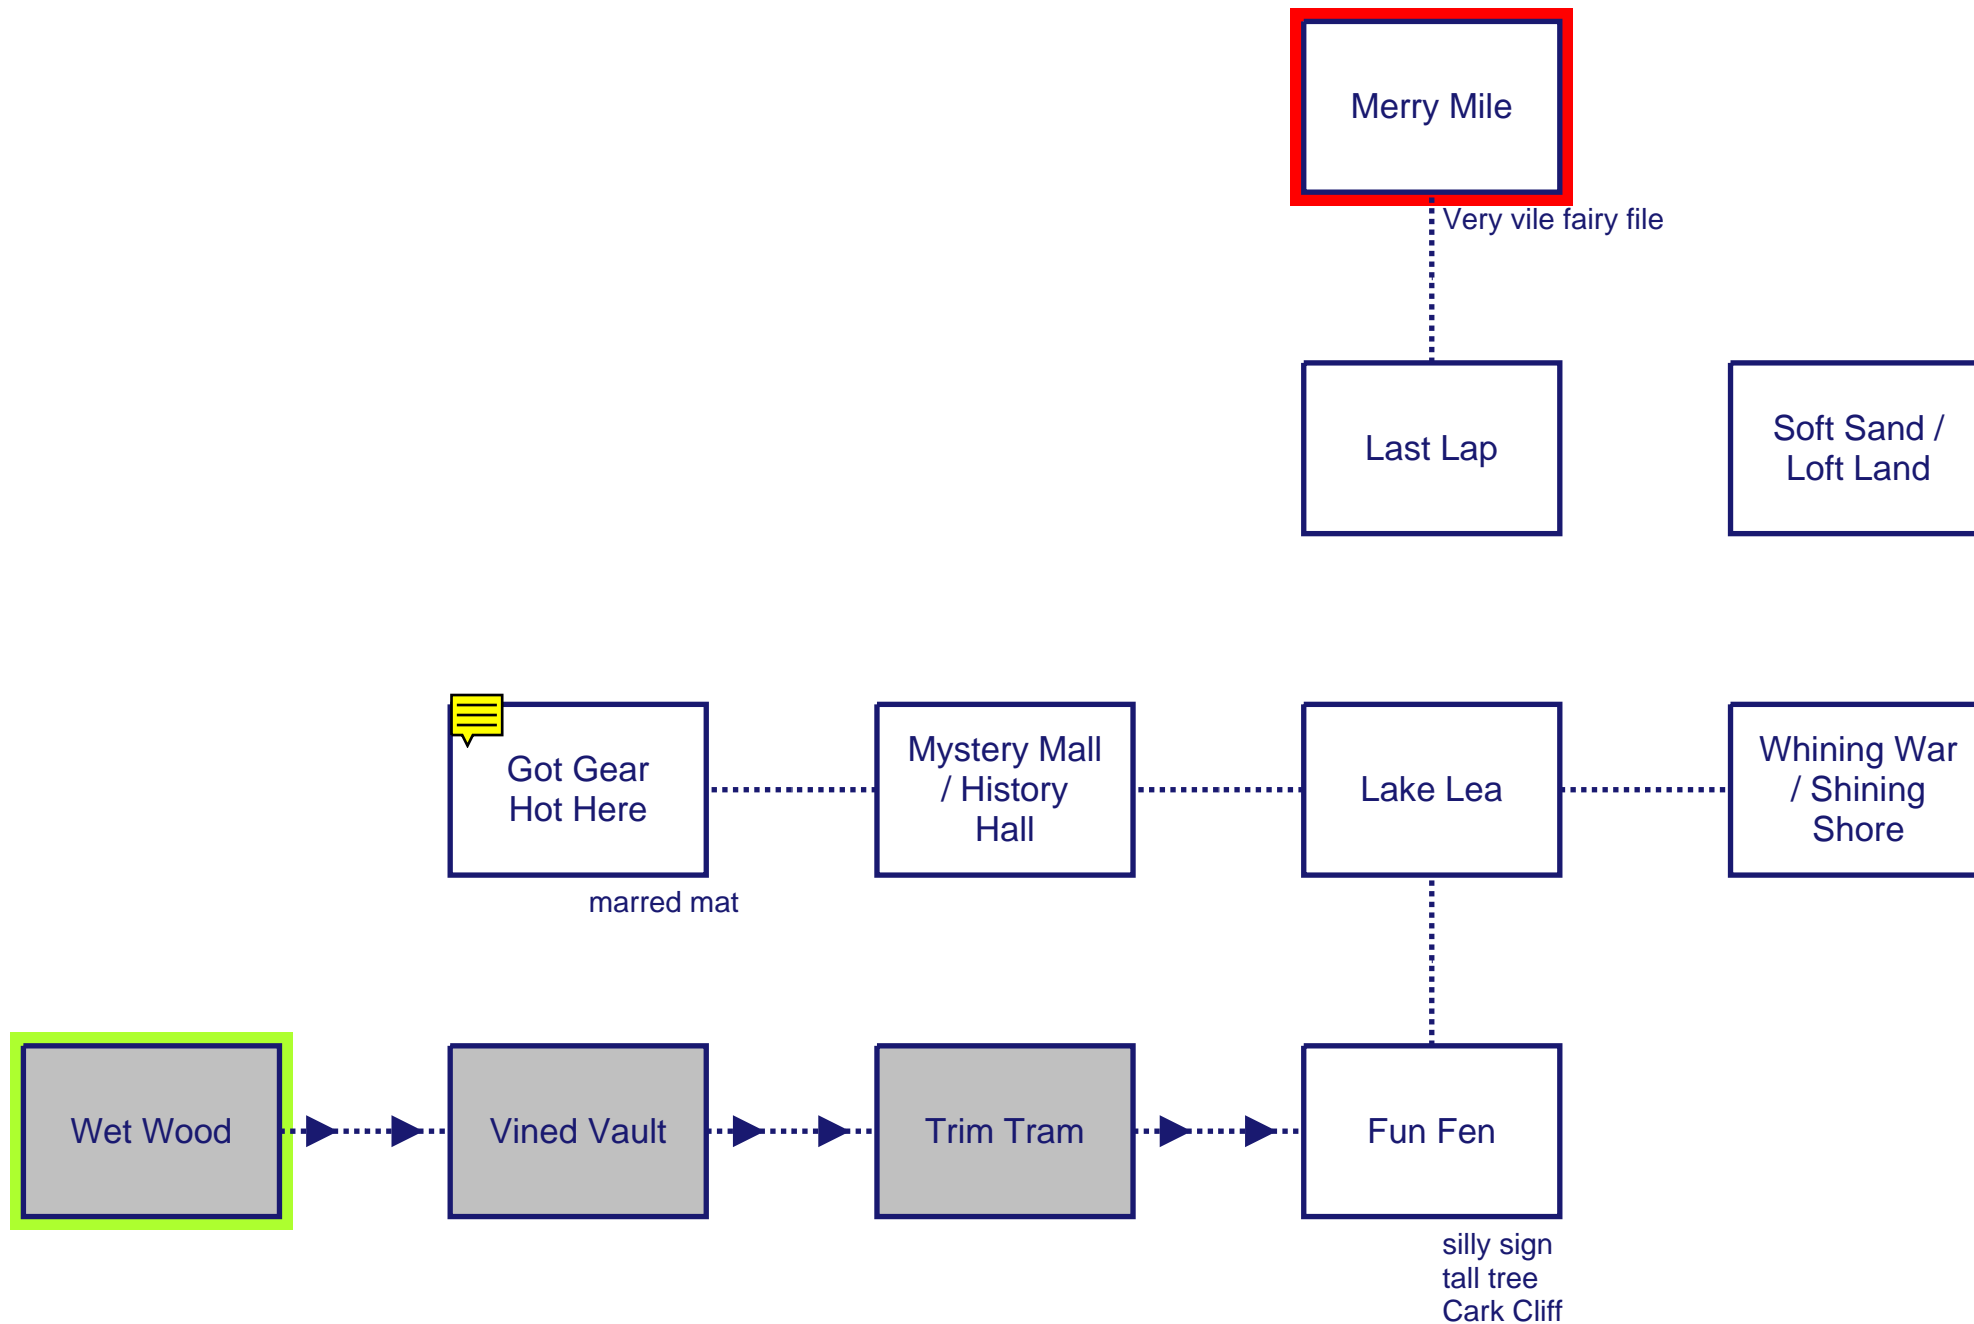 Merry Mile
Very vile fairy file
Last Lap
Soft Sand /
Loft Land
Got Gear
Hot Here
marred mat
Mystery Mall
/ History
Hall
Lake Lea
Whining War
/ Shining
Shore
Wet Wood
Vined Vault
Trim Tram
Fun Fen
silly sign
tall tree
Cark Cliff